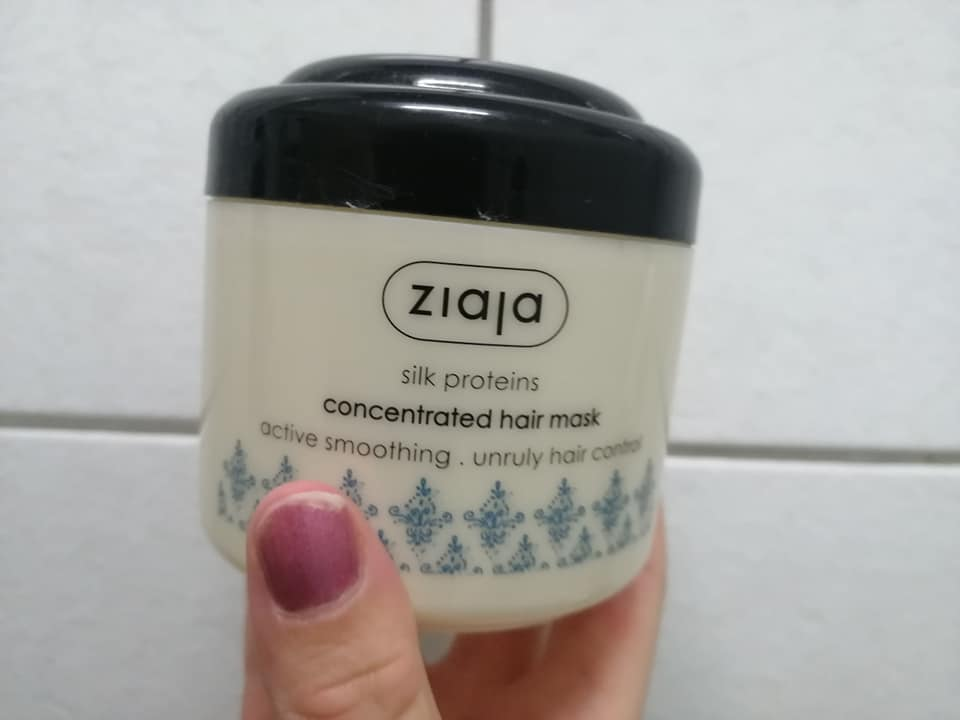 ziaja
silk proteins
concentrated hair mask
active smoothing . unruly hair control